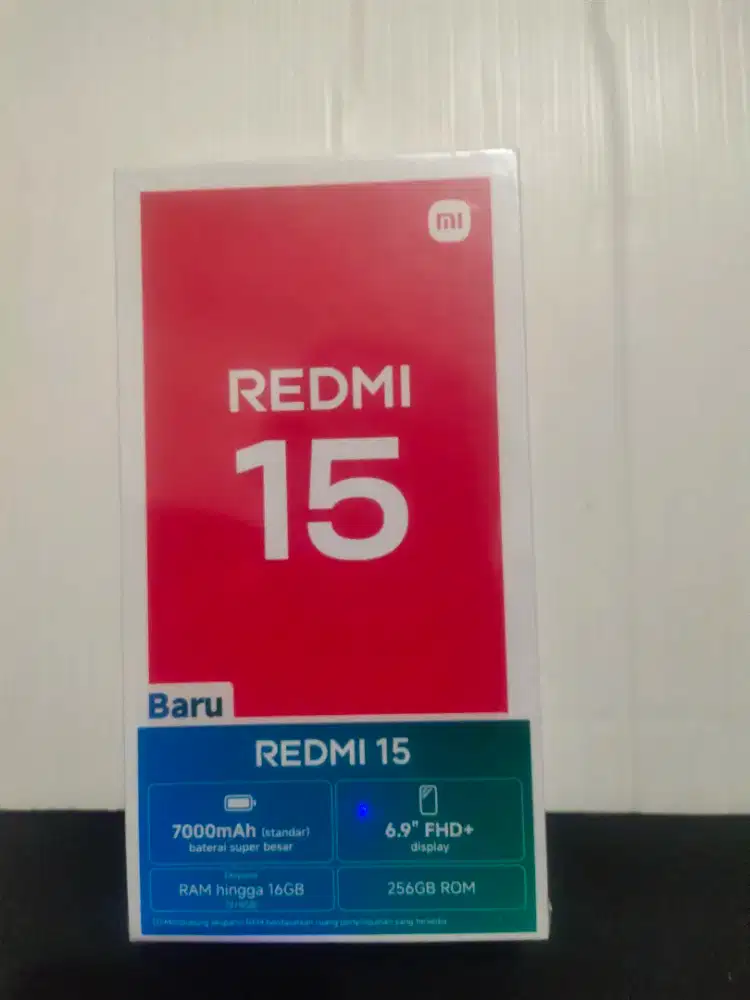 mi
REDMI
15
Baru
REDMI 15
7000mAh (standar)
baterai super besar
6.9" FHD+
display
RAM hingga 16GB
256GB ROM